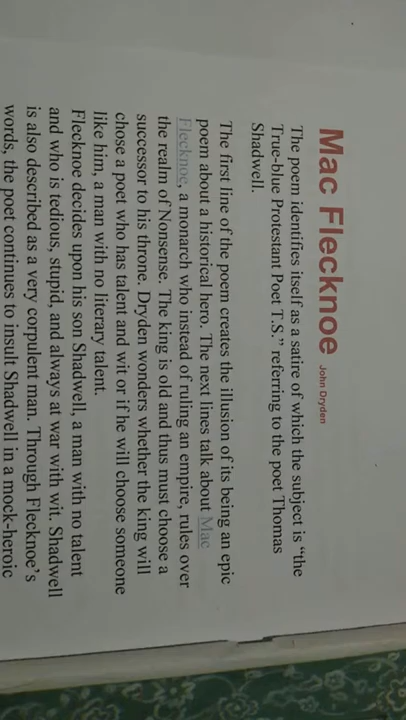 Mac Flecknoe John Dryden
The poem identifies itself as a satire of which the subject is “the
True-blue Protestant Poet T.S.” referring to the poet Thomas
Shadwell.
The first line of the poem creates the illusion of its being an epic
poem about a historical hero. The next lines talk about Mac
Flecknoe, a monarch who instead of ruling an empire, rules over
the realm of Nonsense. The king is old and thus must choose a
successor to his throne. Dryden wonders whether the king will
chose a poet who has talent and wit or if he will choose someone
like him, a man with no literary talent.
Flecknoe decides upon his son Shadwell, a man with no talent
and who is tedious, stupid, and always at war with wit. Shadwell
is also described as a very corpulent man. Through Flecknoe’s
words, the poet continues to insult Shadwell in a mock-heroic